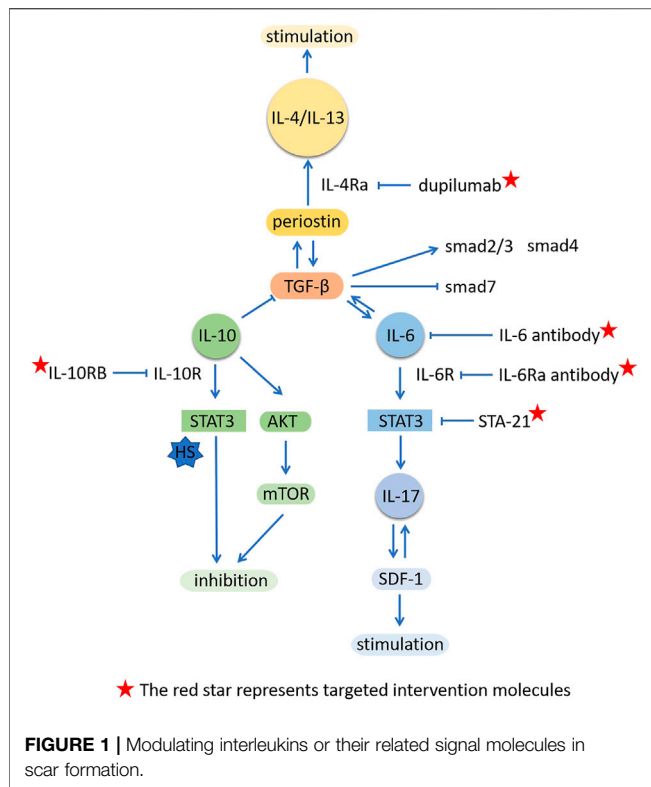 stimulation
IL-4/IL-13
IL-4Ra
dupilumab
periostin
smad2/3 smad4
TGF-β
smad7
IL-10
IL-6
IL-6 antibody
IL-10RB
IL-10R
IL-6R
IL-6Ra antibody
STAT3
AKT
STAT3
STA-21
HS
mTOR
IL-17
inhibition
SDF-1
stimulation
The red star represents targeted intervention molecules
FIGURE 1 | Modulating interleukins or their related signal molecules in
scar formation.